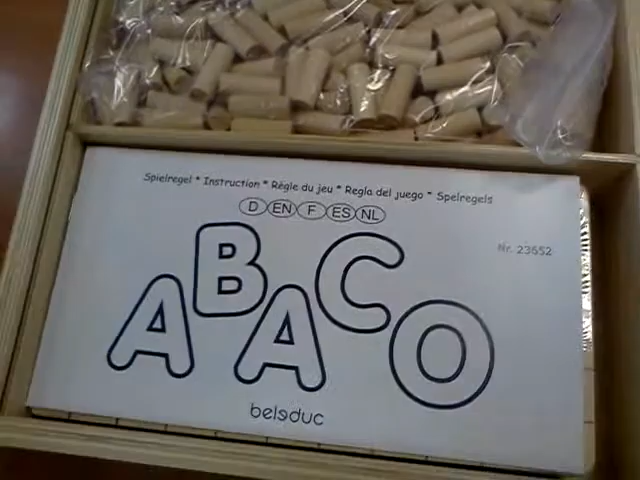 Spielregel * Instruction * Règle du jeu * Regla del juego * Spelregels
D EN F ES NL
Nr. 23652
ABACO
beleduc